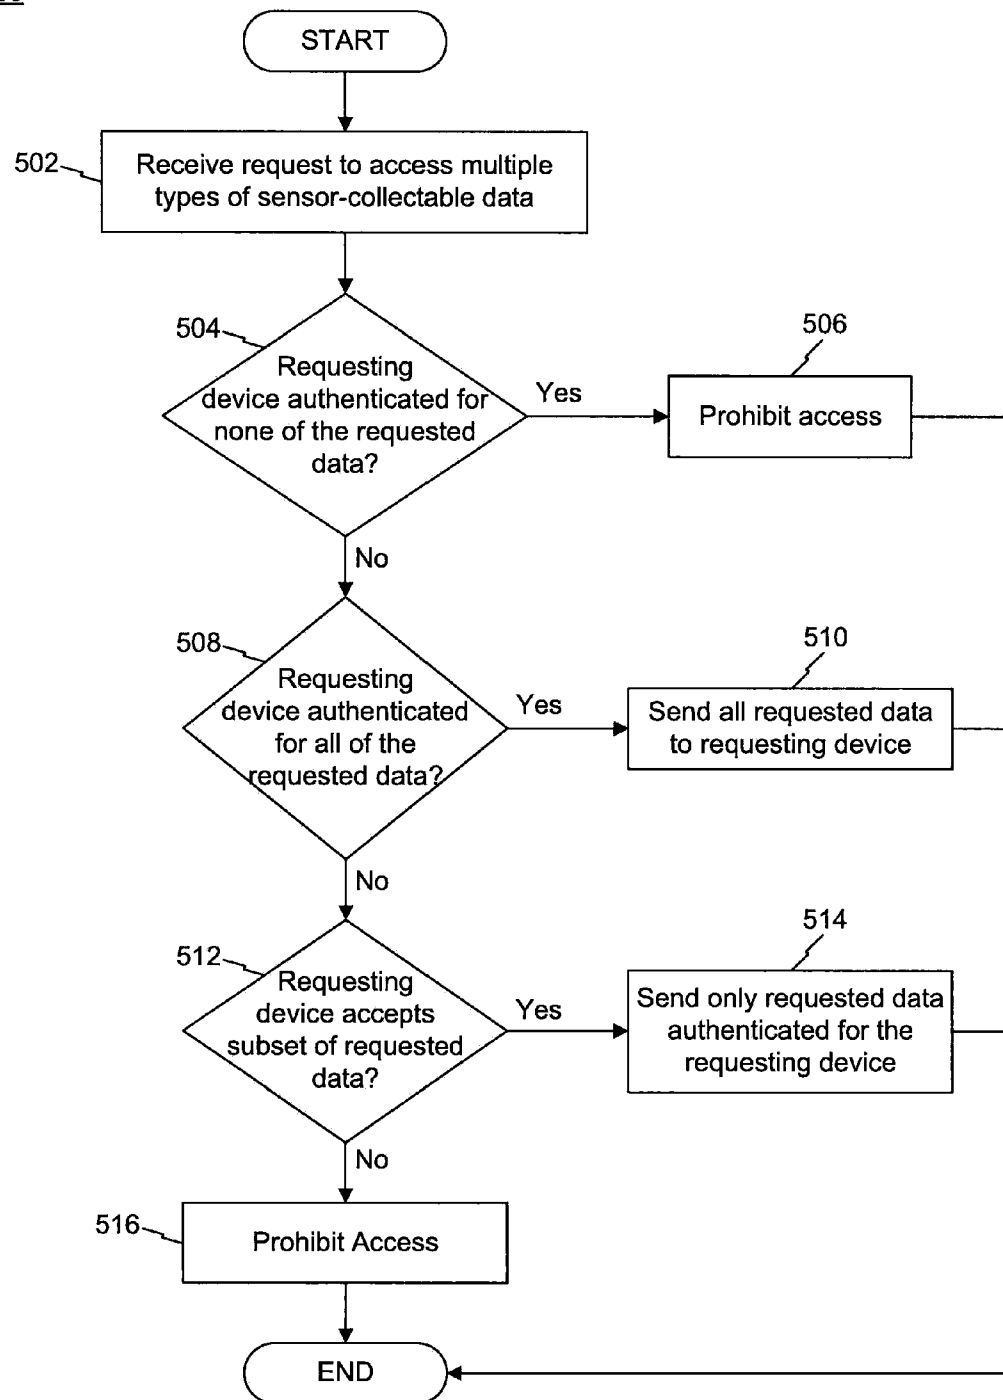 START
502
Receive request to access multiple
types of sensor-collectable data
504
Requesting
device authenticated for
none of the requested
data?
Yes
506
Prohibit access
No
508
Requesting
device authenticated
for all of the
requested data?
Yes
510
Send all requested data
to requesting device
No
512
Requesting
device accepts
subset of requested
data?
Yes
514
Send only requested data
authenticated for the
requesting device
No
516
Prohibit Access
END